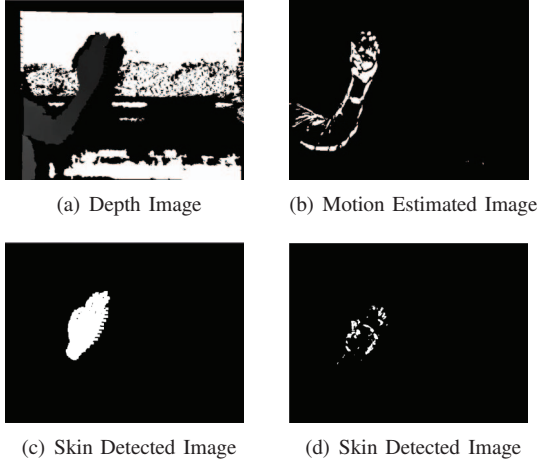 (a) Depth Image
(b) Motion Estimated Image
(c) Skin Detected Image
(d) Skin Detected Image